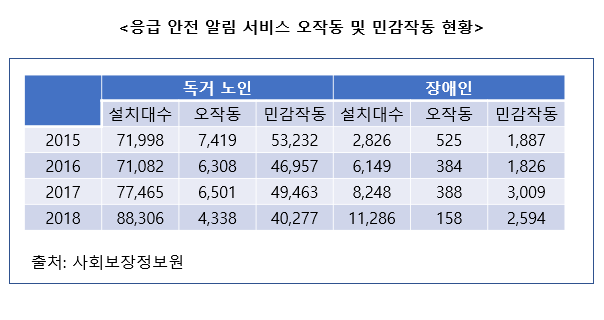 <응급 안전 알림 서비스 오작동 및 민감작동 현황>
독거 노인 장애인
설치대수 오작동 민감작동 설치대수 오작동 민감작동
2015 71,998 7,419 53,232 2,826 525 1,887
2016 71,082 6,308 46,957 6,149 384 1,826
2017 77,465 6,501 49,463 8,248 388 3,009
2018 88,306 4,338 40,277 11,286 158 2,594
출처: 사회보장정보원